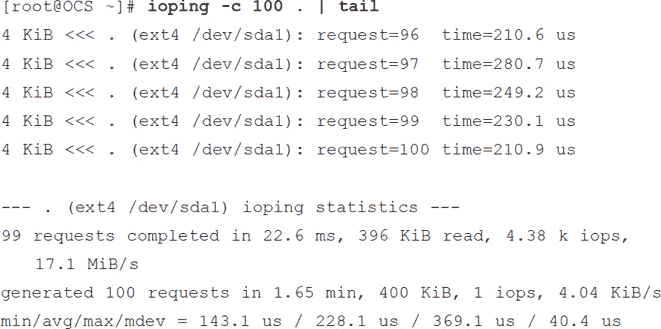 [root@OCS ~]# ioping -c 100 . | tail
4 KiB <<< . (ext4 /dev/sda1): request=96  time=210.6 us
4 KiB <<< . (ext4 /dev/sda1): request=97  time=280.7 us
4 KiB <<< . (ext4 /dev/sda1): request=98  time=249.2 us
4 KiB <<< . (ext4 /dev/sda1): request=99  time=230.1 us
4 KiB <<< . (ext4 /dev/sda1): request=100 time=210.9 us
--- . (ext4 /dev/sda1) ioping statistics ---
99 requests completed in 22.6 ms, 396 KiB read, 4.38 k iops,
17.1 MiB/s
generated 100 requests in 1.65 min, 400 KiB, 1 iops, 4.04 KiB/s
min/avg/max/mdev = 143.1 us / 228.1 us / 369.1 us / 40.4 us